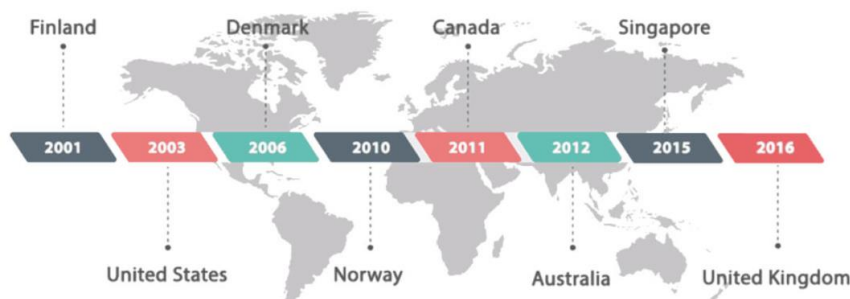 Finland Denmark Canada Singapore
2001 2003 2006 2010 2011 2012 2015 2016
United States Norway Australia United Kingdom